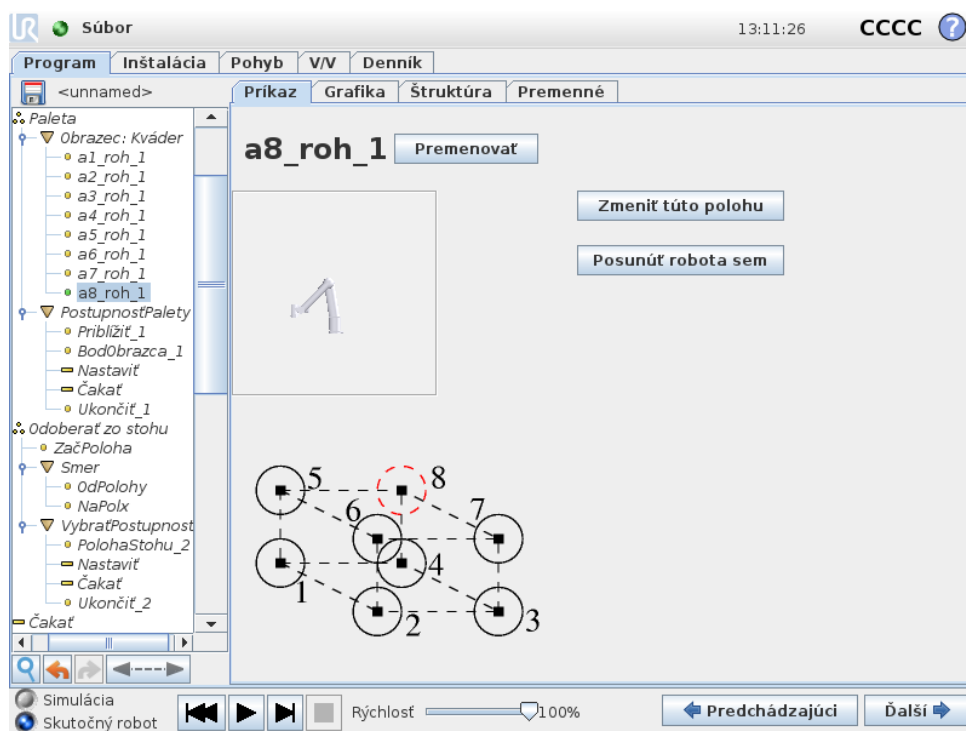 UR Súbor 13:11:26 CCCC ?
Program Inštalácia Pohyb V/V Denník
<unnamed> Príkaz Grafika Štruktúra Premenné
Paleta
Obrazec: Kváder
a1_roh_1
a2_roh_1
a3_roh_1
a4_roh_1
a5_roh_1
a6_roh_1
a7_roh_1
a8_roh_1
PostupnosťPalety
Priblížiť_1
BodObrazca_1
Nastaviť
Čakať
Ukončiť_1
Odoberať zo stohu
ZačPoloha
Smer
OdPolohy
NaPolx
VybraťPostupnost
PolohaStohu_2
Nastaviť
Čakať
Ukončiť_2
Čakať
a8_roh_1 Premenovať
Zmeniť túto polohu
Posunúť robota sem
5 8
6 7
1 4
2 3
Simulácia
Skutočný robot
Rýchlosť 100%
Predchádzajúci Ďalší